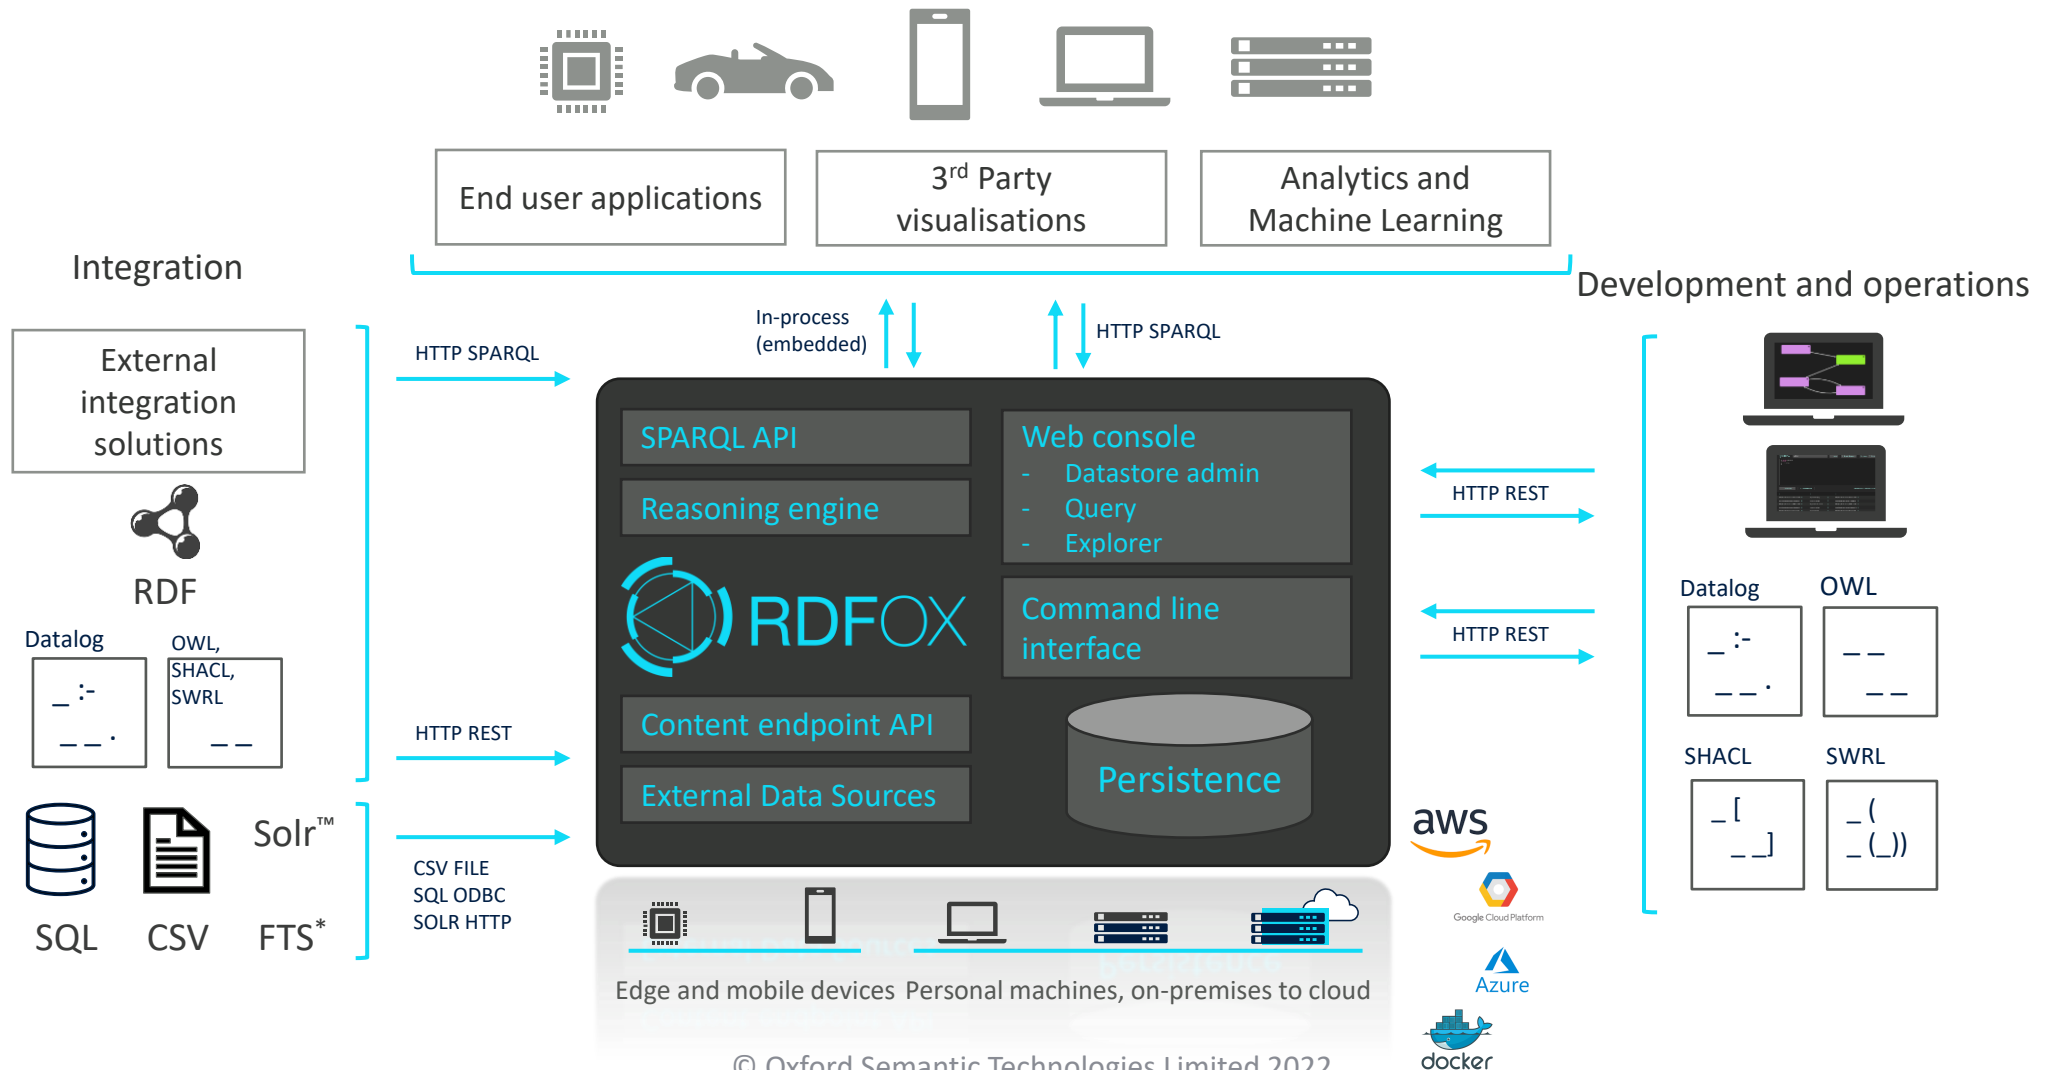 End user applications
3rd Party
visualisations
Analytics and
Machine Learning
Integration
Development and operations
External
integration
solutions
RDF
Datalog
_ :-
_ _ .
OWL,
SHACL,
SWRL
_ _
SQL
CSV
Solr™
FTS*
HTTP SPARQL
HTTP REST
CSV FILE
SQL ODBC
SOLR HTTP
In-process
(embedded)
HTTP SPARQL
SPARQL API
Reasoning engine
RDFOX
Content endpoint API
External Data Sources
Web console
- Datastore admin
- Query
- Explorer
Command line
interface
Persistence
HTTP REST
HTTP REST
Datalog
_ :-
_ _ .
OWL
_ _
_ _
SHACL
_ [
_ _]
SWRL
_ (
_ (_))
aws
Google Cloud Platform
Azure
docker
Edge and mobile devices
Personal machines, on-premises to cloud
© Oxford Semantic Technologies Limited 2022